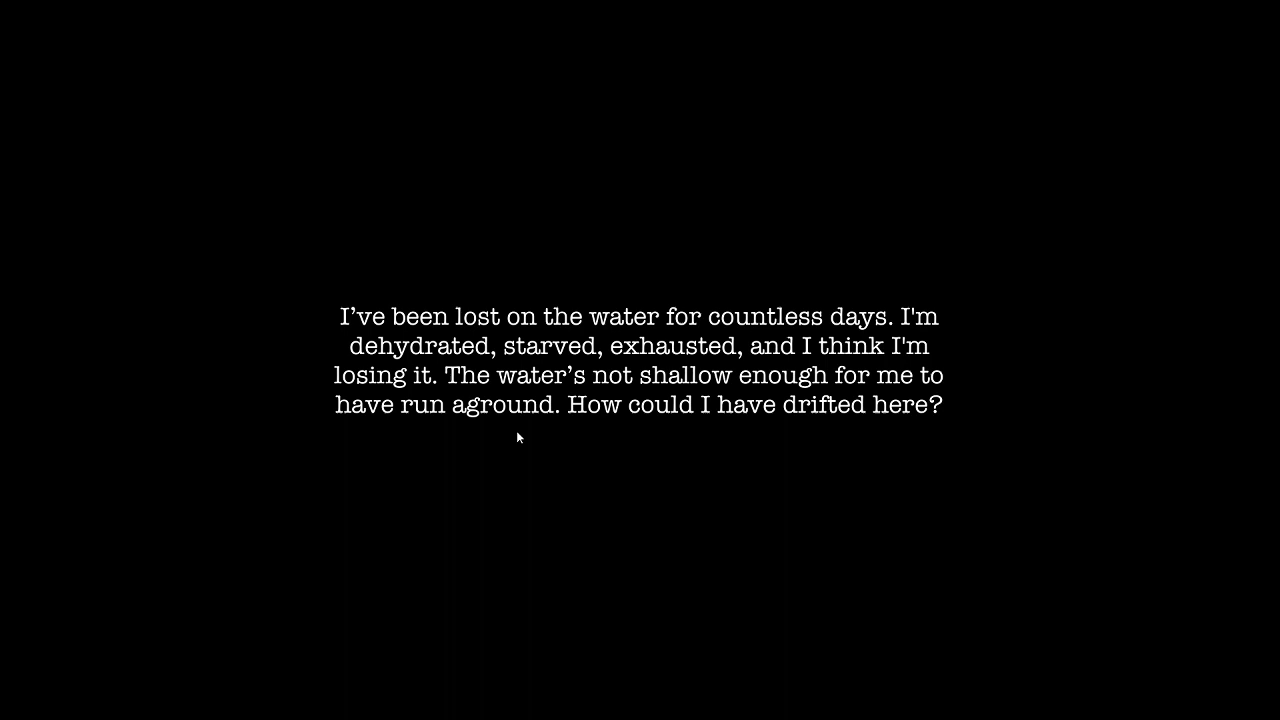 I’ve been lost on the water for countless days. I'm
dehydrated, starved, exhausted, and I think I'm
losing it. The water’s not shallow enough for me to
have run aground. How could I have drifted here?